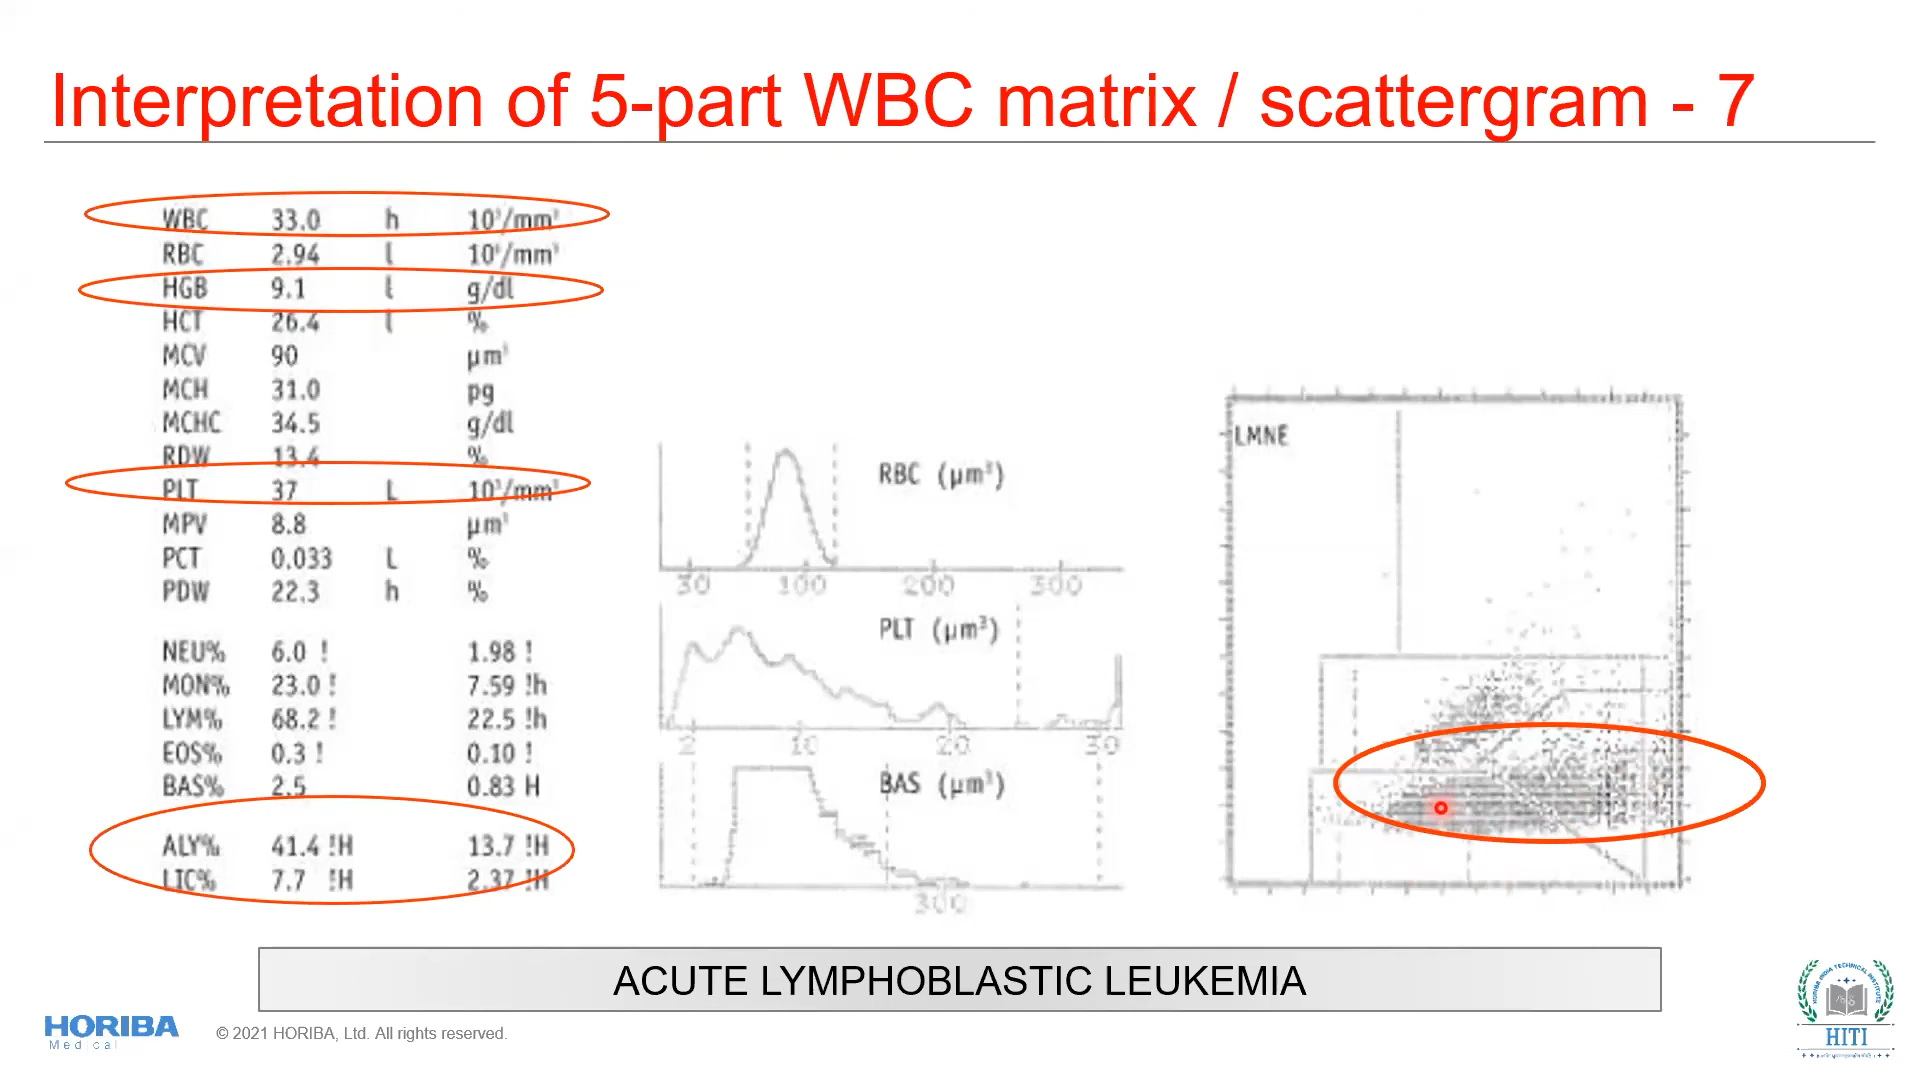 Interpretation of 5-part WBC matrix / scattergram - 7
WBC 33.0 h 10³/mm³
RBC 2.94 l 10⁶/mm³
HGB 9.1 l g/dl
HCT 26.4 l %
MCV 90 µm³
MCH 31.0 pg
MCHC 34.5 g/dl
RDW 13.4 %
PLT 37 L 10³/mm³
MPV 8.8 µm³
PCT 0.033 L %
PDW 22.3 h %
NEU% 6.0 ! 1.98 !
MON% 23.0 ! 7.59 !h
LYM% 68.2 ! 22.5 !h
EOS% 0.3 ! 0.10 !
BAS% 2.5 0.83 H
ALY% 41.4 !H 13.7 !H
LIC% 7.7 !H 2.37 !H
RBC (µm³)
30 100 200 300
PLT (µm³)
2 10 20 30
BAS (µm³)
300
LMNE
ACUTE LYMPHOBLASTIC LEUKEMIA
HORIBA
Medical
© 2021 HORIBA, Ltd. All rights reserved.
HORIBA INDIA TECHNICAL INSTITUTE
HITI